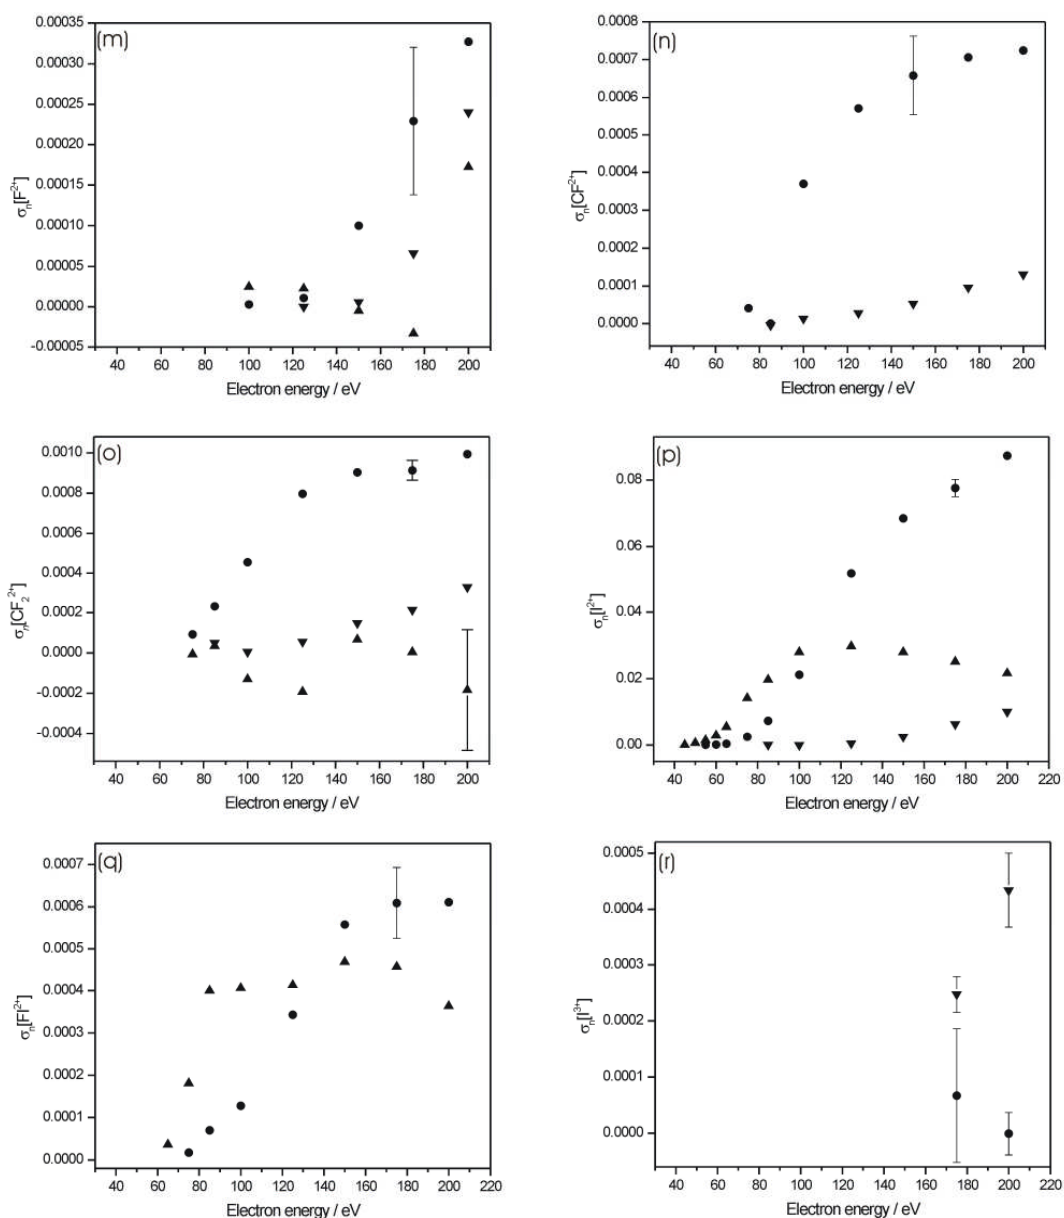 (m)
σn[F2+]
0.00035
0.00030
0.00025
0.00020
0.00015
0.00010
0.00005
0.00000
-0.00005
40 60 80 100 120 140 160 180 200
Electron energy / eV
(n)
σn[CF2+]
0.0008
0.0007
0.0006
0.0005
0.0004
0.0003
0.0002
0.0001
0.0000
40 60 80 100 120 140 160 180 200
Electron energy / eV
(o)
σn[CF2 2+]
0.0010
0.0008
0.0006
0.0004
0.0002
0.0000
-0.0002
-0.0004
40 60 80 100 120 140 160 180 200
Electron energy / eV
(p)
σn[I2+]
0.08
0.06
0.04
0.02
0.00
40 60 80 100 120 140 160 180 200 220
Electron energy / eV
(q)
σn[FI2+]
0.0007
0.0006
0.0005
0.0004
0.0003
0.0002
0.0001
0.0000
40 60 80 100 120 140 160 180 200 220
Electron energy / eV
(r)
σn[I3+]
0.0005
0.0004
0.0003
0.0002
0.0001
0.0000
40 60 80 100 120 140 160 180 200 220
Electron energy / eV